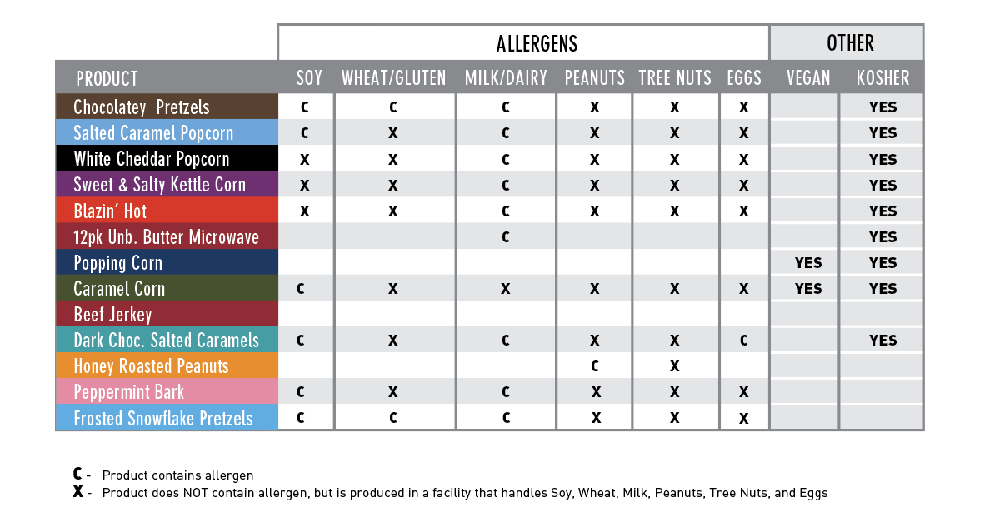 ALLERGENS OTHER
PRODUCT SOY WHEAT/GLUTEN MILK/DAIRY PEANUTS TREE NUTS EGGS VEGAN KOSHER
Chocolatey Pretzels C C C X X X YES
Salted Caramel Popcorn C X C X X X YES
White Cheddar Popcorn X X C X X X YES
Sweet & Salty Kettle Corn X X C X X X YES
Blazin' Hot X X C X X X YES
12pk Unb. Butter Microwave C YES
Popping Corn YES YES
Caramel Corn C X X X X X YES YES
Beef Jerky
Dark Choc. Salted Caramels C X C X X C YES
Honey Roasted Peanuts C X
Peppermint Bark C X C X X X
Frosted Snowflake Pretzels C C C X X X
C - Product contains allergen
X - Product does NOT contain allergen, but is produced in a facility that handles Soy, Wheat, Milk, Peanuts, Tree Nuts, and Eggs